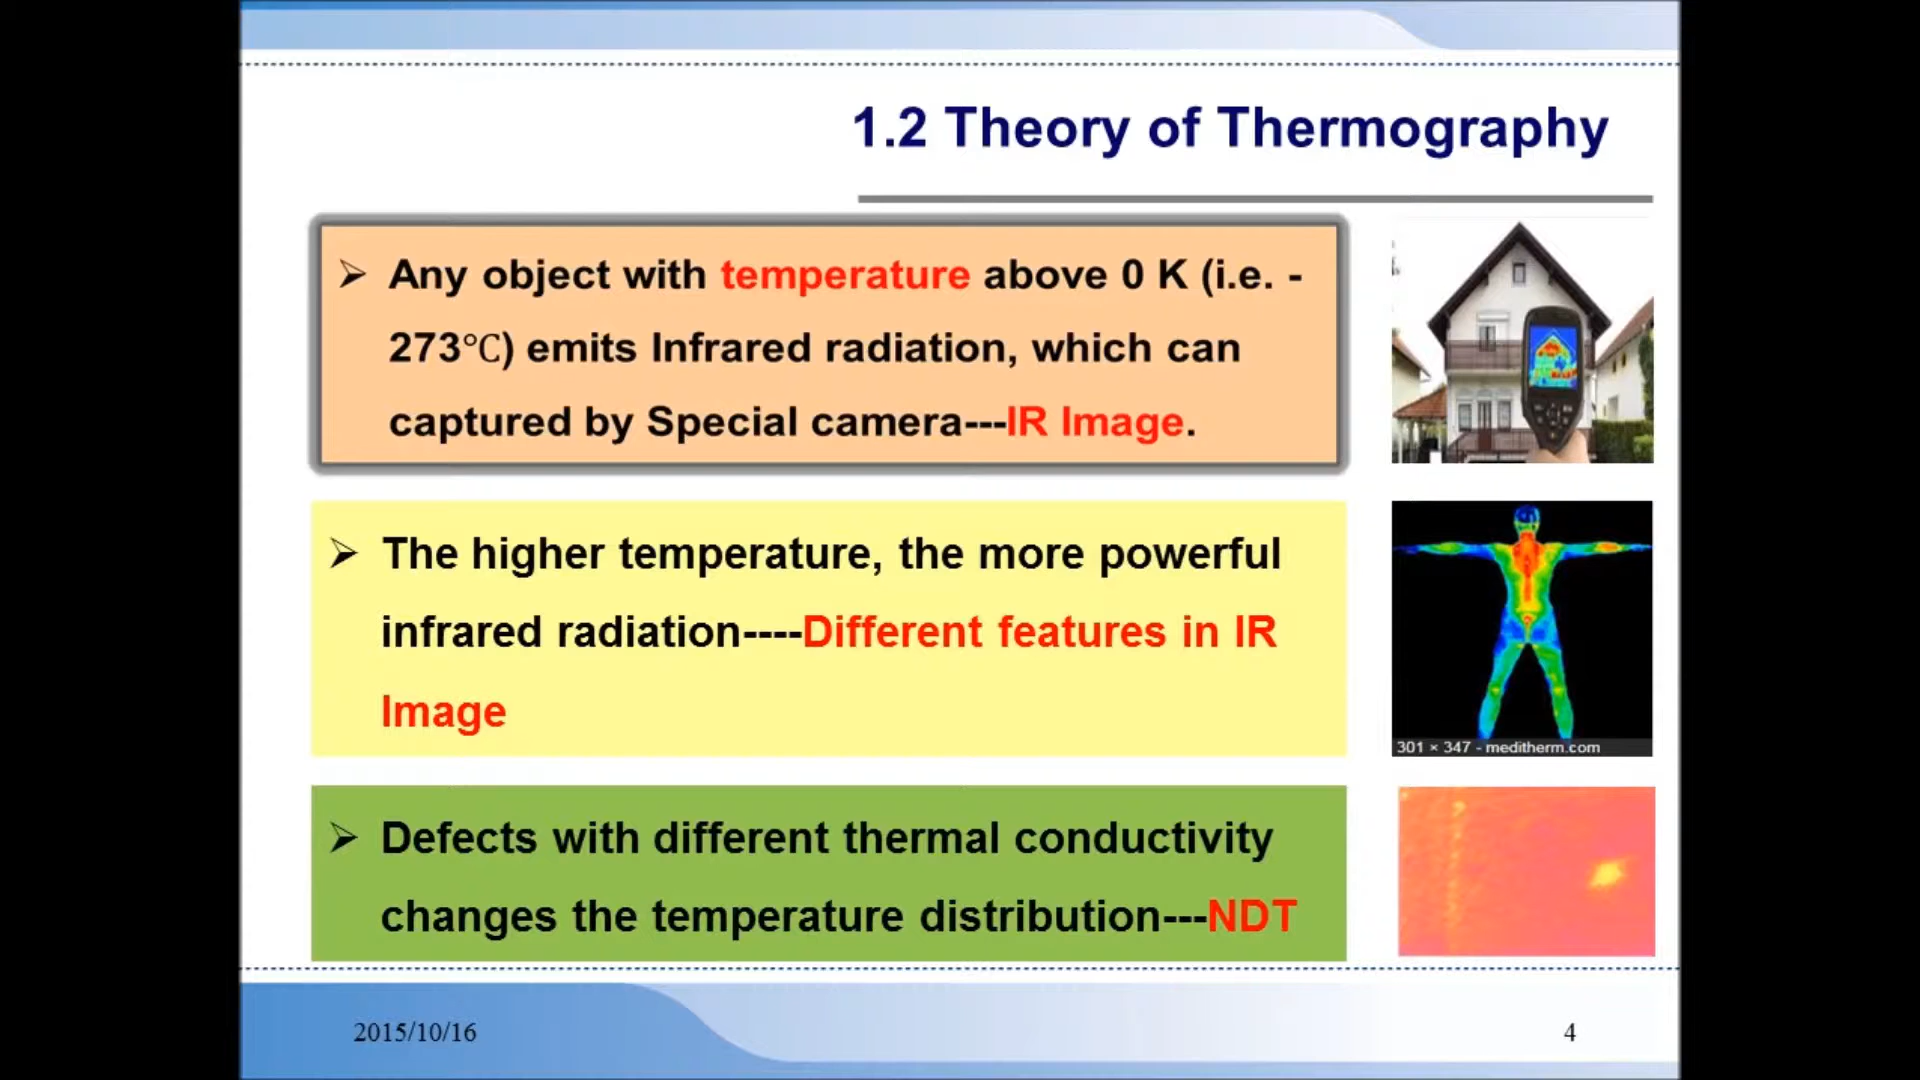 1.2 Theory of Thermography
➢ Any object with temperature above 0 K (i.e. -
273℃) emits Infrared radiation, which can
captured by Special camera---IR Image.
➢ The higher temperature, the more powerful
infrared radiation----Different features in IR
Image
301 × 347 - meditherm.com
➢ Defects with different thermal conductivity
changes the temperature distribution---NDT
2015/10/16
4